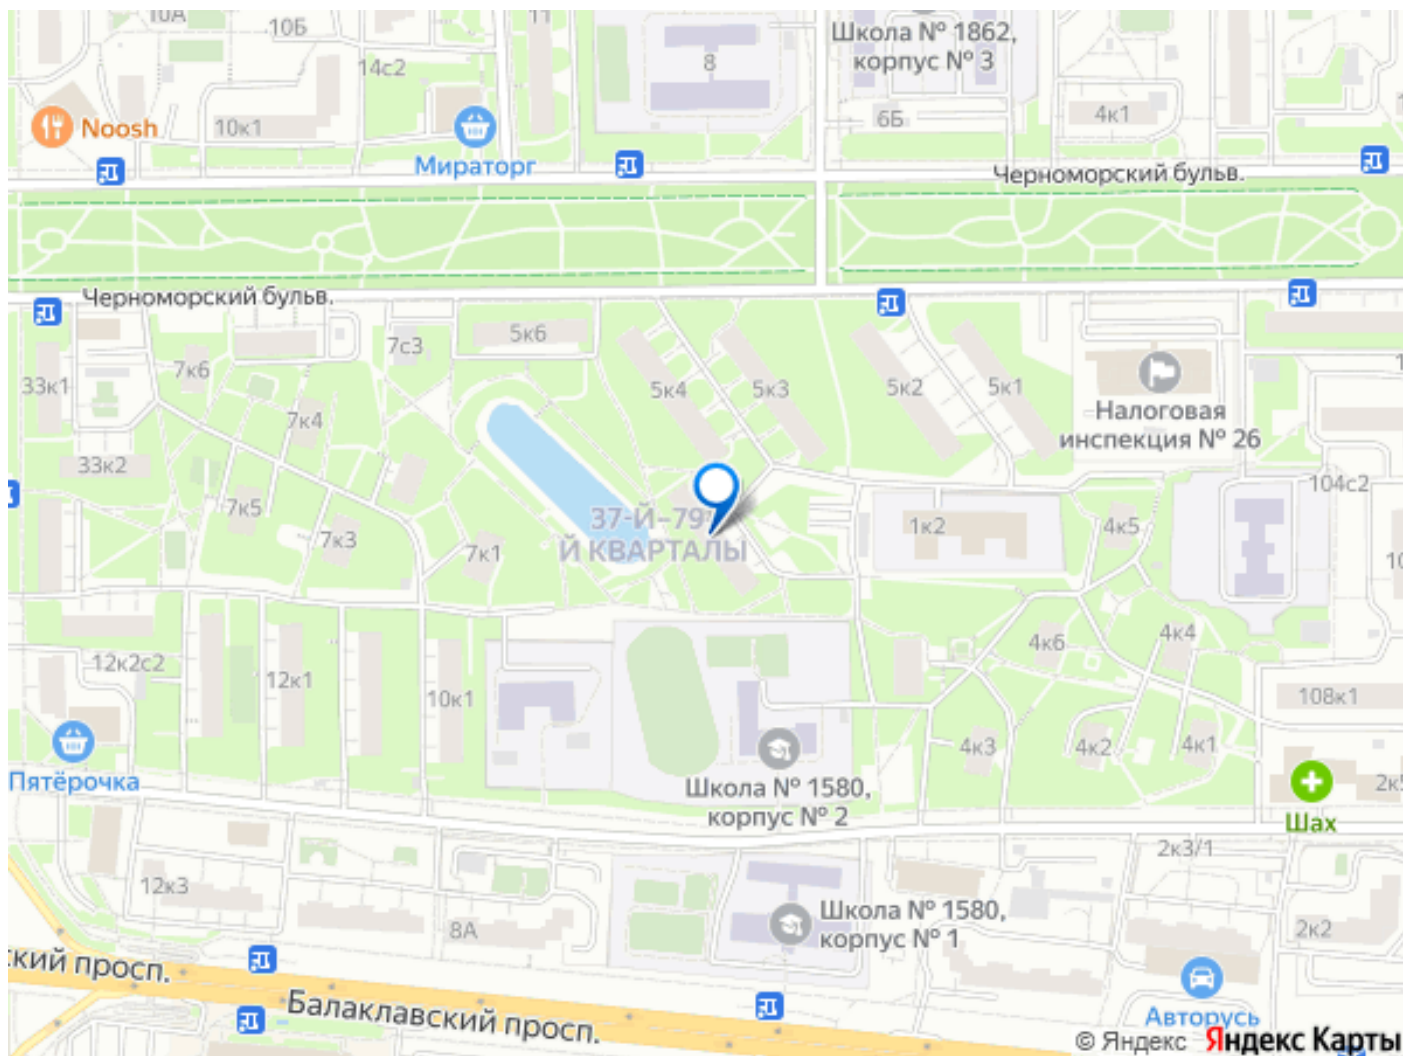 10А
10Б
11
14с2
8
Школа № 1862,
корпус № 3
Noosh
10к1
Мираторг
6Б
4к1
Черноморский бульв.
Черноморский бульв.
5к6
7с3
7к6
33к1
5к4
5к3
5к2
5к1
Налоговая
инспекция № 26
7к4
33к2
7к5
7к3
7к1
37-Й–79-
Й КВАРТАЛЫ
1к2
4к5
104с2
4к6
4к4
12к2с2
12к1
10к1
108к1
4к3
4к2
4к1
Пятёрочка
Школа № 1580,
корпус № 2
Шах
2к3/1
12к3
8А
Школа № 1580,
корпус № 1
2к2
ский просп.
Балаклавский просп.
Авторусь
© Яндекс Яндекс Карты